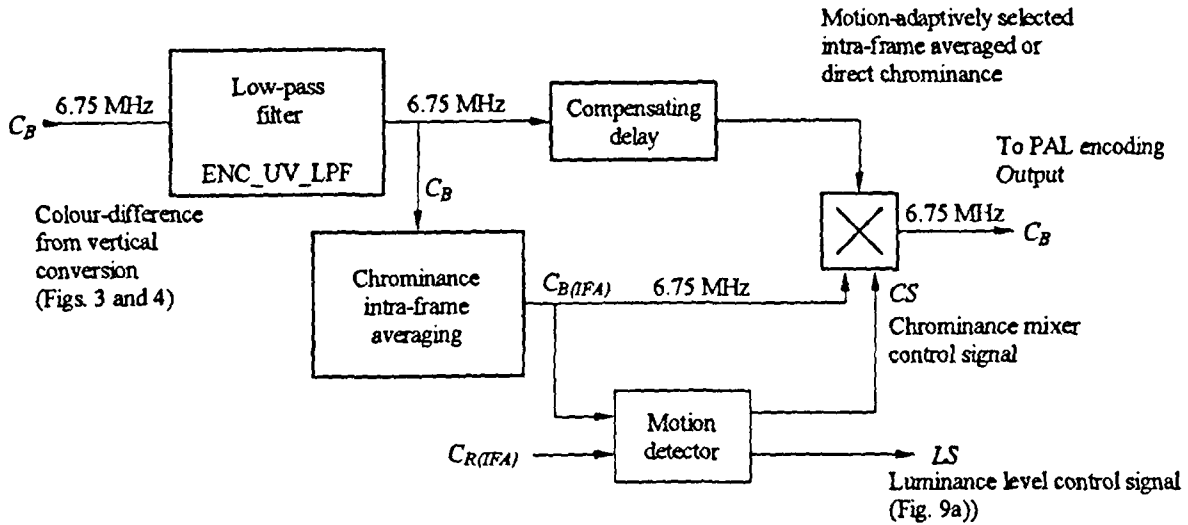 Motion-adaptively selected
intra-frame averaged or
direct chrominance
Low-pass
filter
ENC_UV_LPF
6.75 MHz
C_B
6.75 MHz
Compensating
delay
C_B
To PAL encoding
Output
6.75 MHz
C_B
Colour-difference
from vertical
conversion
(Figs. 3 and 4)
Chrominance
intra-frame
averaging
C_B(IFA)
6.75 MHz
CS
Chrominance mixer
control signal
Motion
detector
C_R(IFA)
LS
Luminance level control signal
(Fig. 9a))